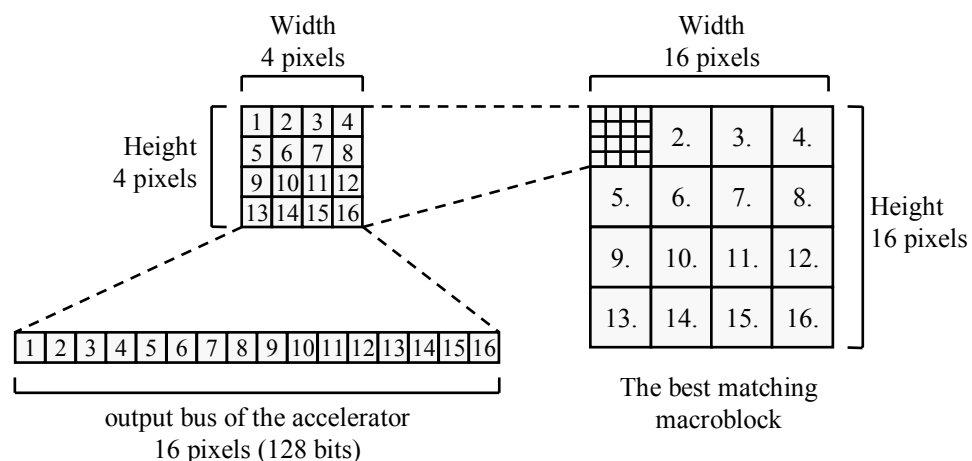 Width
4 pixels
Width
16 pixels
Height
4 pixels
1 2 3 4
5 6 7 8
9 10 11 12
13 14 15 16
2. 3. 4.
5. 6. 7. 8.
9. 10. 11. 12.
13. 14. 15. 16.
Height
16 pixels
1 2 3 4 5 6 7 8 9 10 11 12 13 14 15 16
output bus of the accelerator
16 pixels (128 bits)
The best matching
macroblock